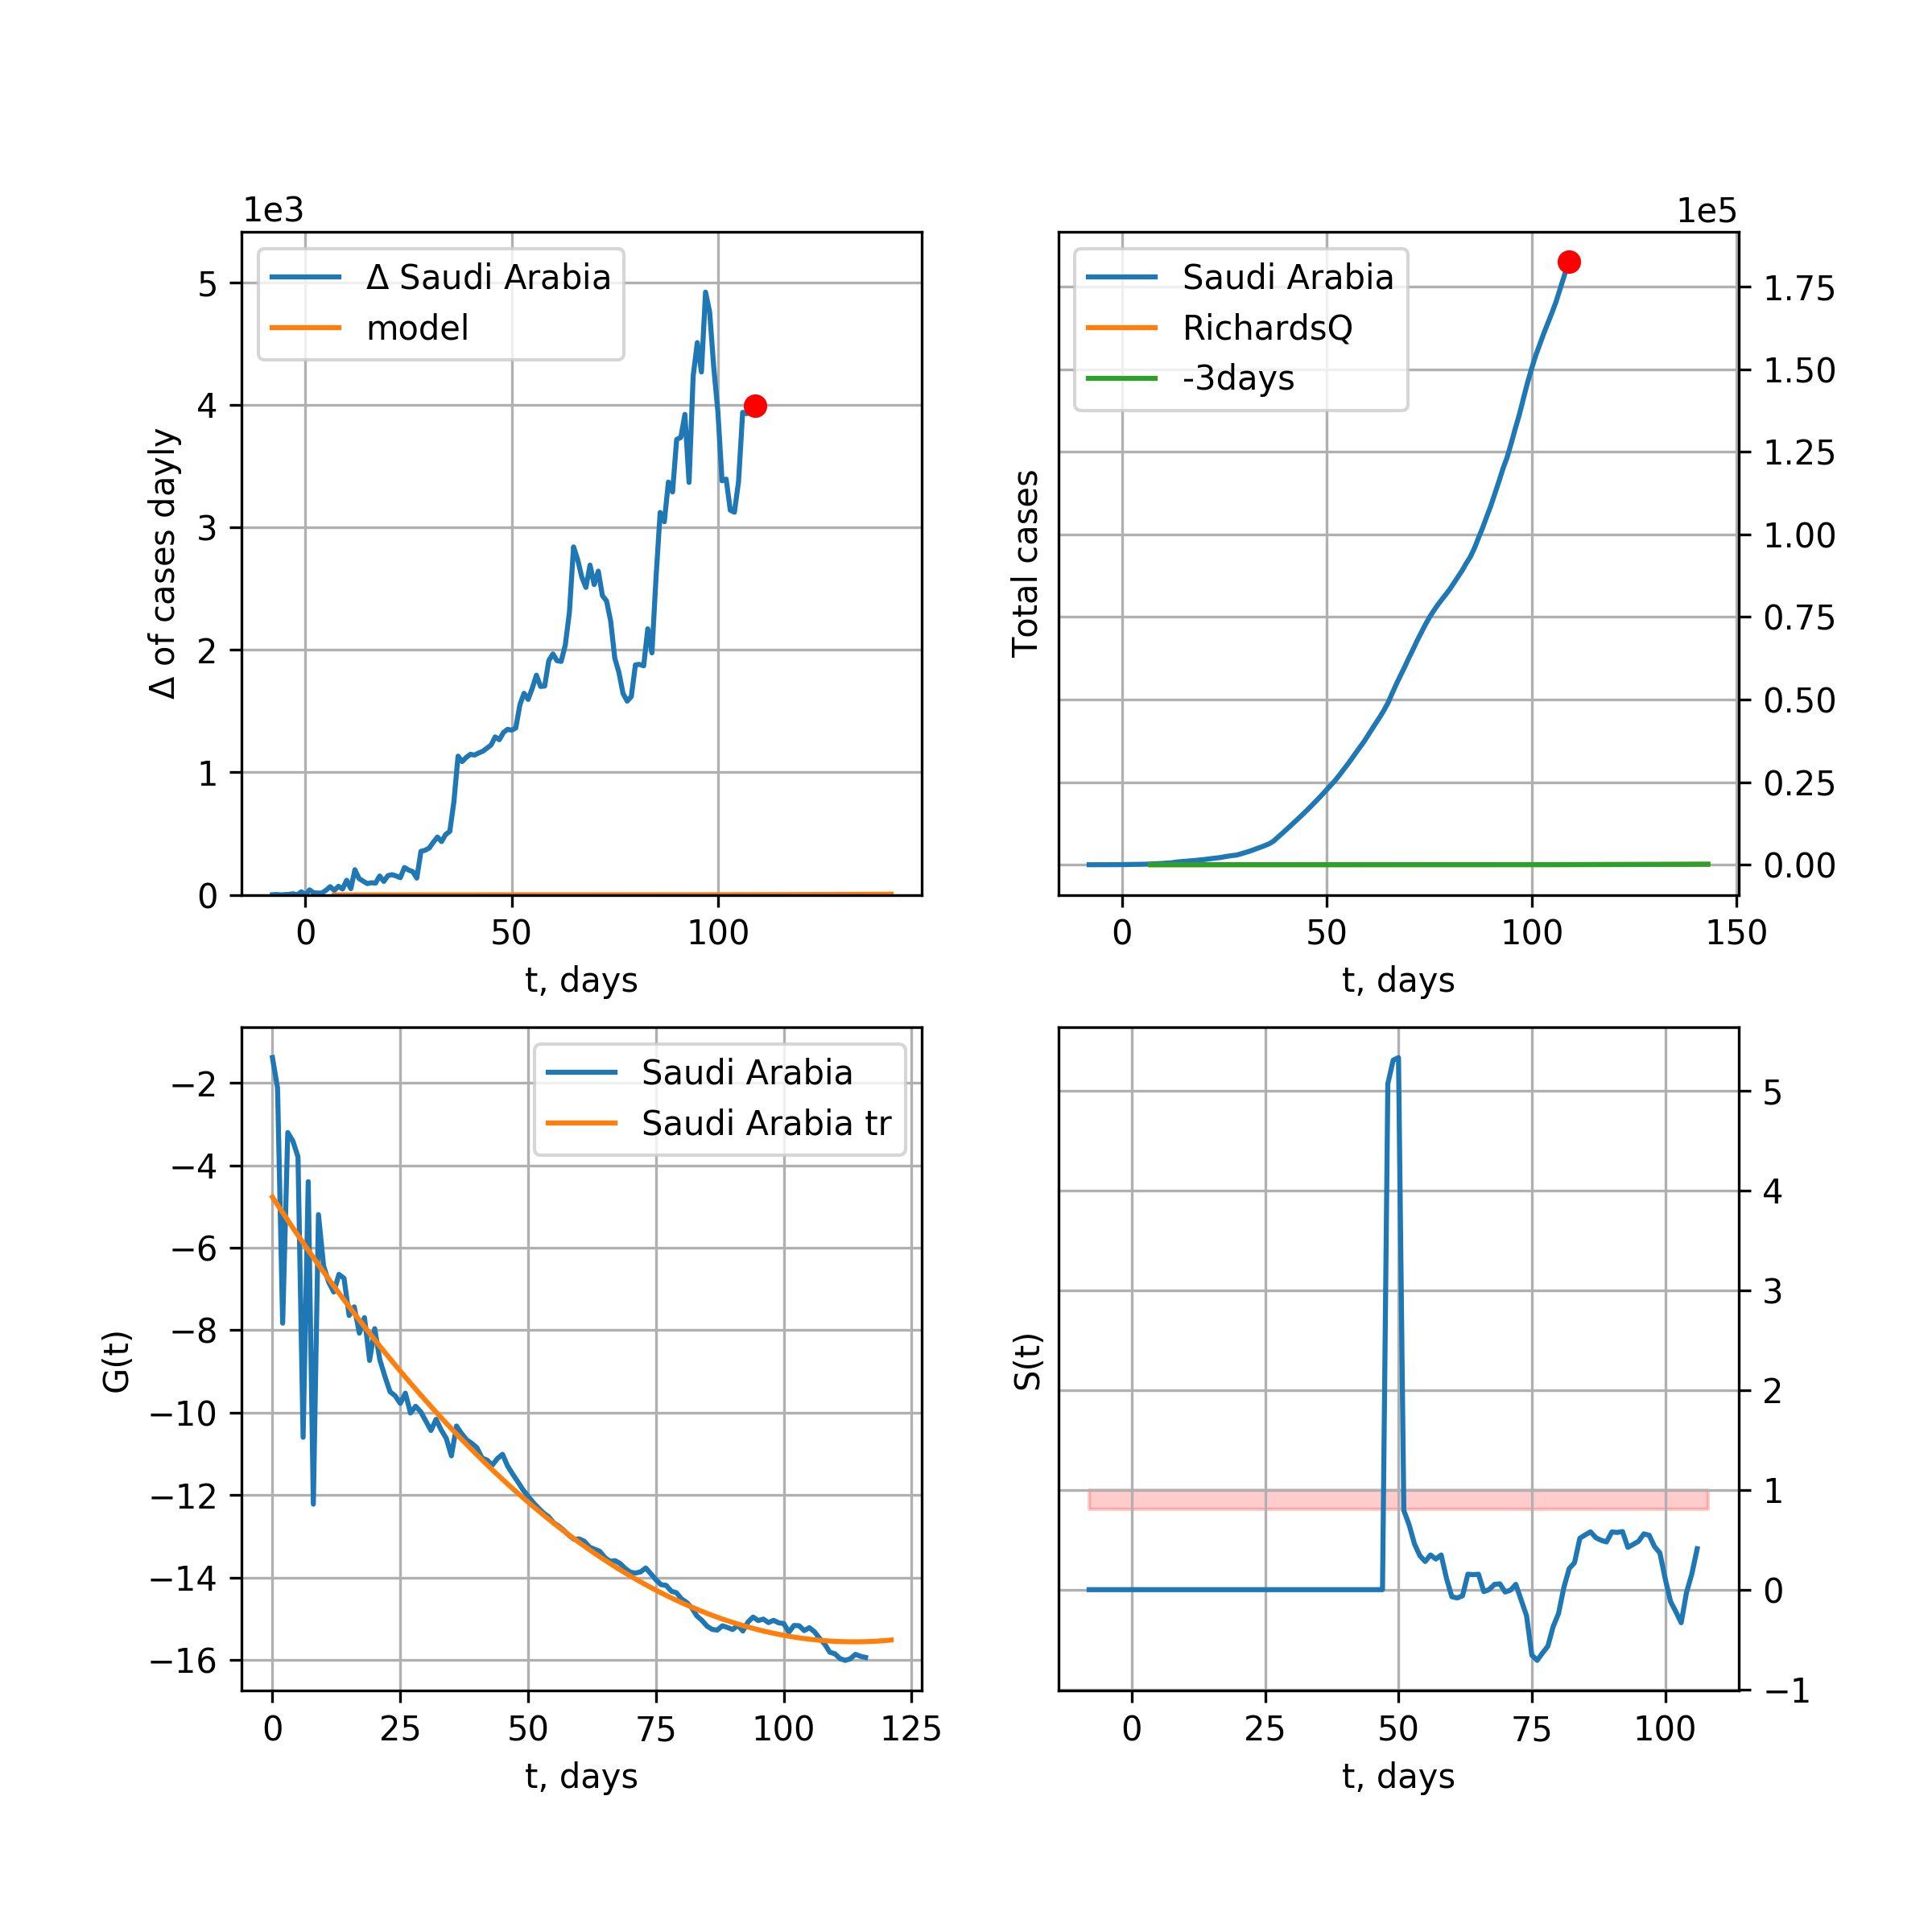 1e3
Δ Saudi Arabia
model
5
4
3
2
1
0
Δ of cases dayly
0
50
100
t, days
1e5
Saudi Arabia
RichardsQ
-3days
1.75
1.50
1.25
1.00
0.75
0.50
0.25
0.00
Total cases
0
50
100
150
t, days
Saudi Arabia
Saudi Arabia tr
−2
−4
−6
−8
−10
−12
−14
−16
G(t)
0
25
50
75
100
125
t, days
5
4
3
2
1
0
−1
S(t)
0
25
50
75
100
t, days